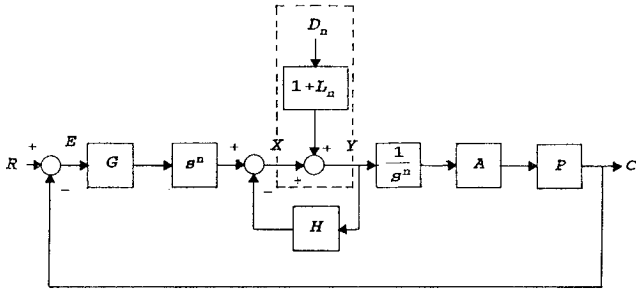 Dₙ
1+Lₙ
+ E + X + Y
R G sⁿ 1/sⁿ A P C
− − +
H